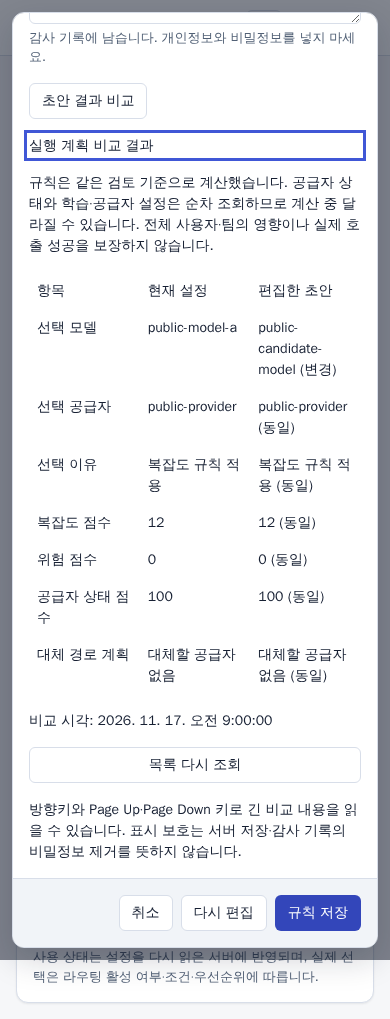 감사 기록에 남습니다. 개인정보와 비밀정보를 넣지 마세
요.
초안 결과 비교
실행 계획 비교 결과
규칙은 같은 검토 기준으로 계산했습니다. 공급자 상
태와 학습·공급자 설정은 순차 조회하므로 계산 중 달
라질 수 있습니다. 전체 사용자·팀의 영향이나 실제 호
출 성공을 보장하지 않습니다.
항목 현재 설정 편집한 초안
선택 모델 public-model-a public-
candidate-
model (변경)
선택 공급자 public-provider public-provider
(동일)
선택 이유 복잡도 규칙 적 복잡도 규칙 적
용 용 (동일)
복잡도 점수 12 12 (동일)
위험 점수 0 0 (동일)
공급자 상태 점 100 100 (동일)
수
대체 경로 계획 대체할 공급자 대체할 공급자
없음 없음 (동일)
비교 시각: 2026. 11. 17. 오전 9:00:00
목록 다시 조회
방향키와 Page Up·Page Down 키로 긴 비교 내용을 읽
을 수 있습니다. 표시 보호는 서버 저장·감사 기록의
비밀정보 제거를 뜻하지 않습니다.
취소 다시 편집 규칙 저장
사용 상태는 설정을 다시 읽은 서버에 반영되며, 실제 선
택은 라우팅 활성 여부·조건·우선순위에 따릅니다.